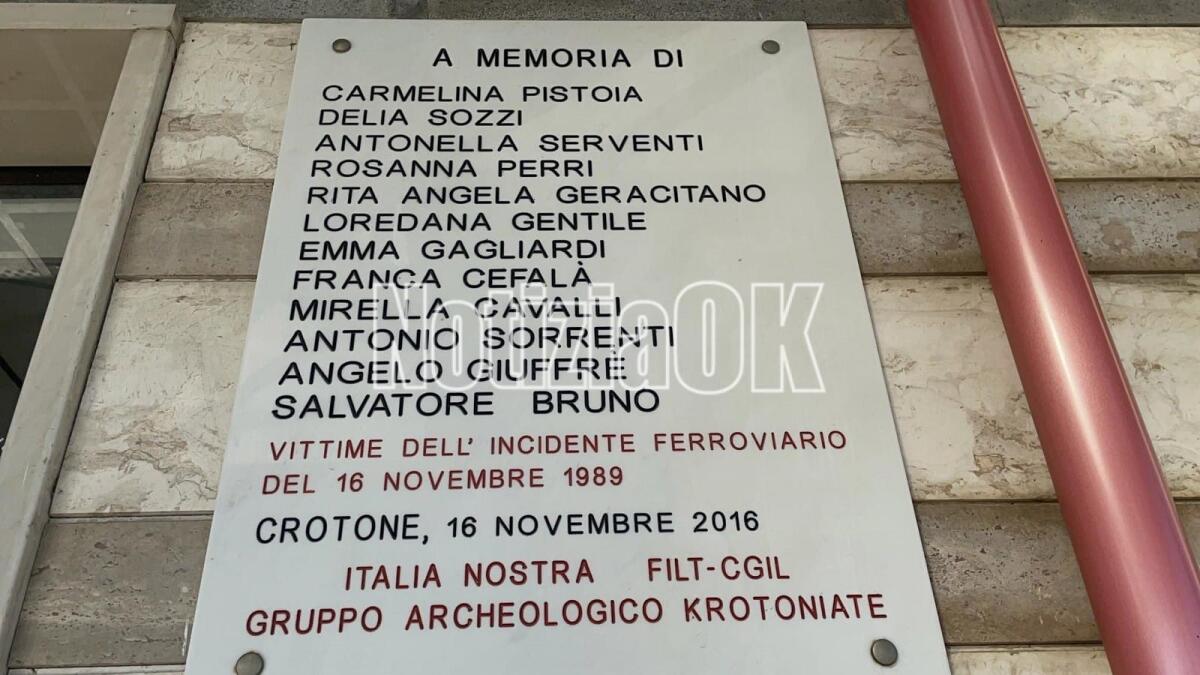 A MEMORIA DI
CARMELINA PISTOIA
DELIA SOZZI
ANTONELLA SERVENTI
ROSANNA PERRI
RITA ANGELA GERACITANO
LOREDANA GENTILE
EMMA GAGLIARDI
FRANCA CEFALÀ
MIRELLA CAVALLI
ANTONIO SORRENTI
ANGELO GIUFFRÈ
SALVATORE BRUNO
VITTIME DELL' INCIDENTE FERROVIARIO
DEL 16 NOVEMBRE 1989
CROTONE, 16 NOVEMBRE 2016
ITALIA NOSTRA FILT-CGIL
GRUPPO ARCHEOLOGICO KROTONIATE
NotiziaOK